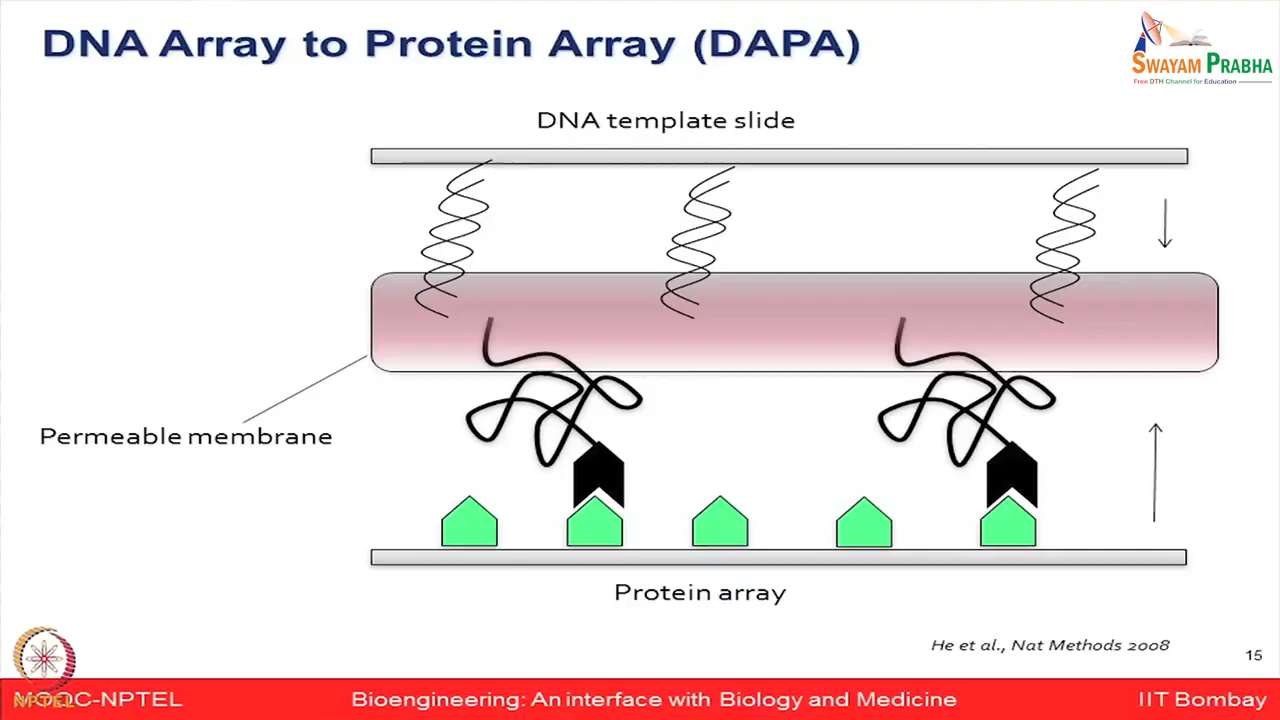 DNA Array to Protein Array (DAPA)
SWAYAM PRABHA
Free DTH Channel for Education
DNA template slide
Permeable membrane
Protein array
He et al., Nat Methods 2008
15
NPTEL
MOOC-NPTEL
Bioengineering: An interface with Biology and Medicine
IIT Bombay